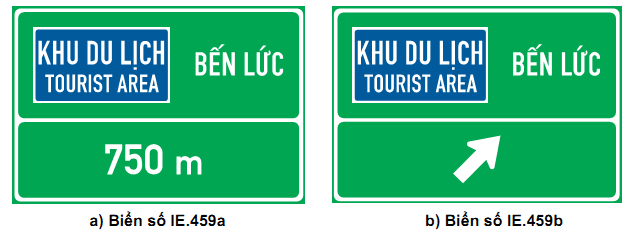 KHU DU LỊCH
TOURIST AREA
BẾN LỨC
750 m
a) Biển số IE.459a
KHU DU LỊCH
TOURIST AREA
BẾN LỨC
b) Biển số IE.459b